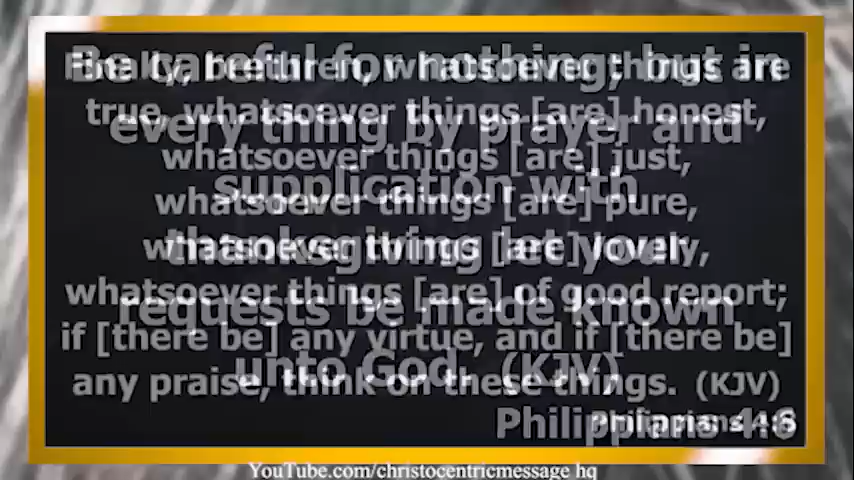 Be careful for nothing; but in
every thing by prayer and
supplication with
thanksgiving let your
requests be made known
unto God. (KJV)
Philippians 4:6
Finally, brethren, whatsoever things are
true, whatsoever things [are] honest,
whatsoever things [are] just,
whatsoever things [are] pure,
whatsoever things [are] lovely,
whatsoever things [are] of good report;
if [there be] any virtue, and if [there be]
any praise, think on these things. (KJV)
Philippians 4:8
YouTube.com/christocentricmessage hq